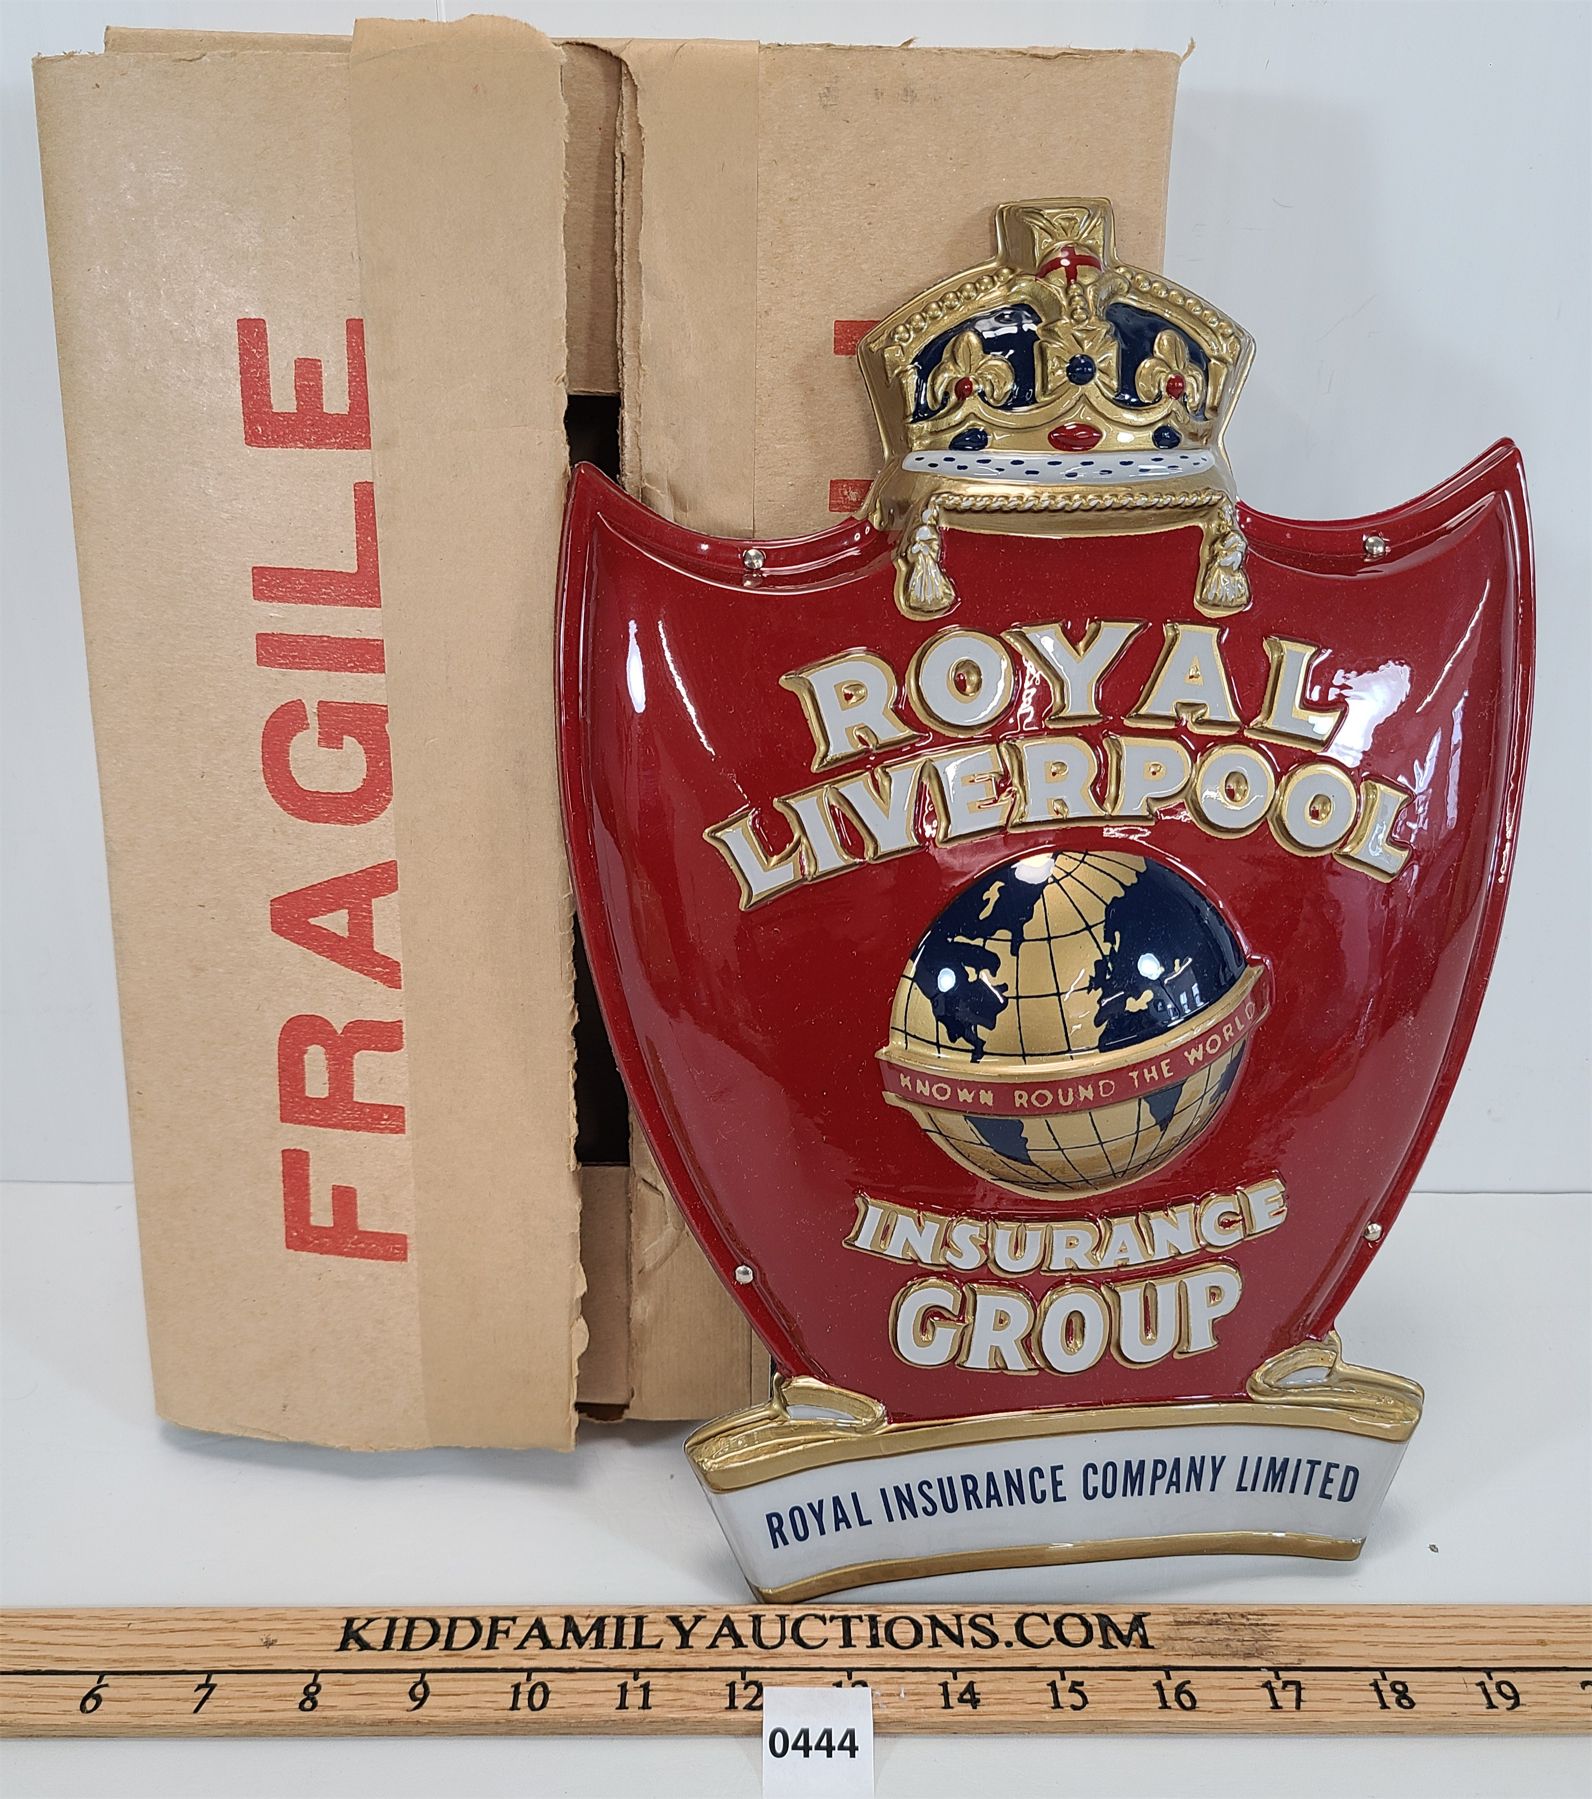 FRAGILE
ROYAL
LIVERPOOL
KNOWN ROUND THE WORLD
INSURANCE
GROUP
ROYAL INSURANCE COMPANY LIMITED
KIDDFAMILYAUCTIONS.COM
6 7 8 9 10 11 12 13 14 15 16 17 18 19
0444